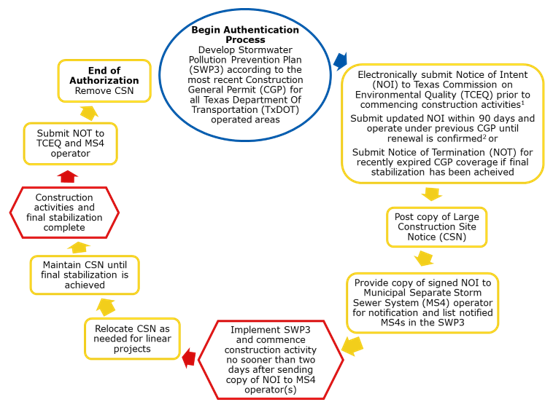 Begin Authentication
Process
Develop Stormwater
Pollution Prevention Plan
(SWP3) according to the
most recent Construction
General Permit (CGP) for
all Texas Department Of
Transportation (TxDOT)
operated areas
Electronically submit Notice of Intent
(NOI) to Texas Commission on
Environmental Quality (TCEQ) prior to
commencing construction activities¹
Submit updated NOI within 90 days and
operate under previous CGP until
renewal is confirmed² or
Submit Notice of Termination (NOT) for
recently expired CGP coverage if final
stabilization has been acheived
Post copy of Large
Construction Site
Notice (CSN)
Provide copy of signed NOI to
Municipal Separate Storm
Sewer System (MS4) operator
for notification and list notified
MS4s in the SWP3
Implement SWP3
and commence
construction activity
no sooner than two
days after sending
copy of NOI to MS4
operator(s)
Relocate CSN as
needed for linear
projects
Maintain CSN until
final stabilization is
achieved
Construction
activities and
final stabilization
complete
Submit NOT to
TCEQ and MS4
operator
End of
Authorization
Remove CSN